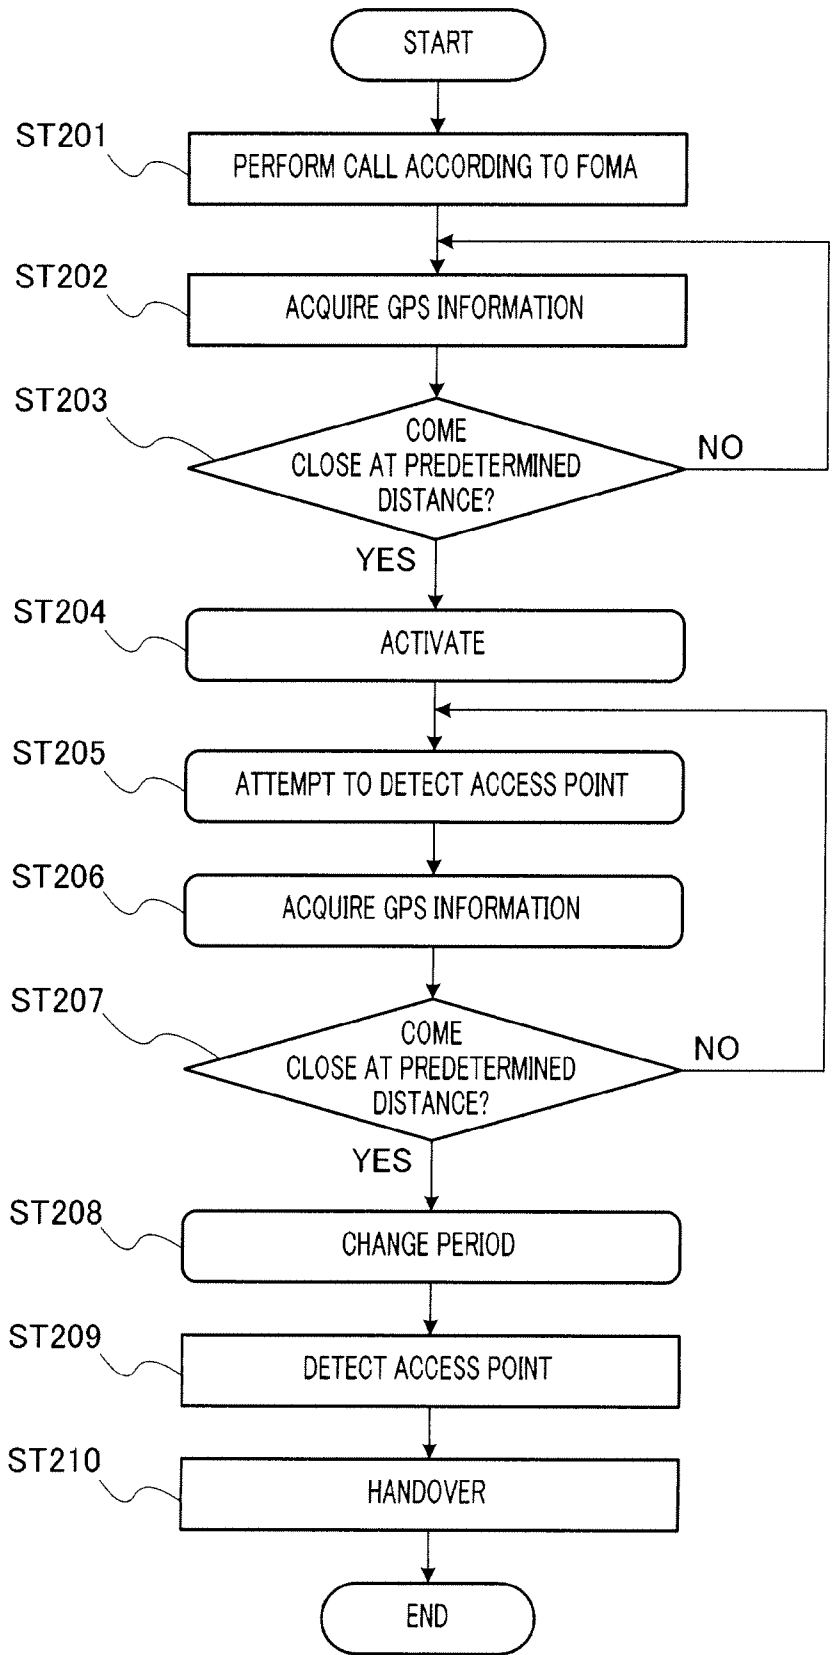 START
ST201
PERFORM CALL ACCORDING TO FOMA
ST202
ACQUIRE GPS INFORMATION
ST203
COME
CLOSE AT PREDETERMINED
DISTANCE?
NO
YES
ST204
ACTIVATE
ST205
ATTEMPT TO DETECT ACCESS POINT
ST206
ACQUIRE GPS INFORMATION
ST207
COME
CLOSE AT PREDETERMINED
DISTANCE?
NO
YES
ST208
CHANGE PERIOD
ST209
DETECT ACCESS POINT
ST210
HANDOVER
END